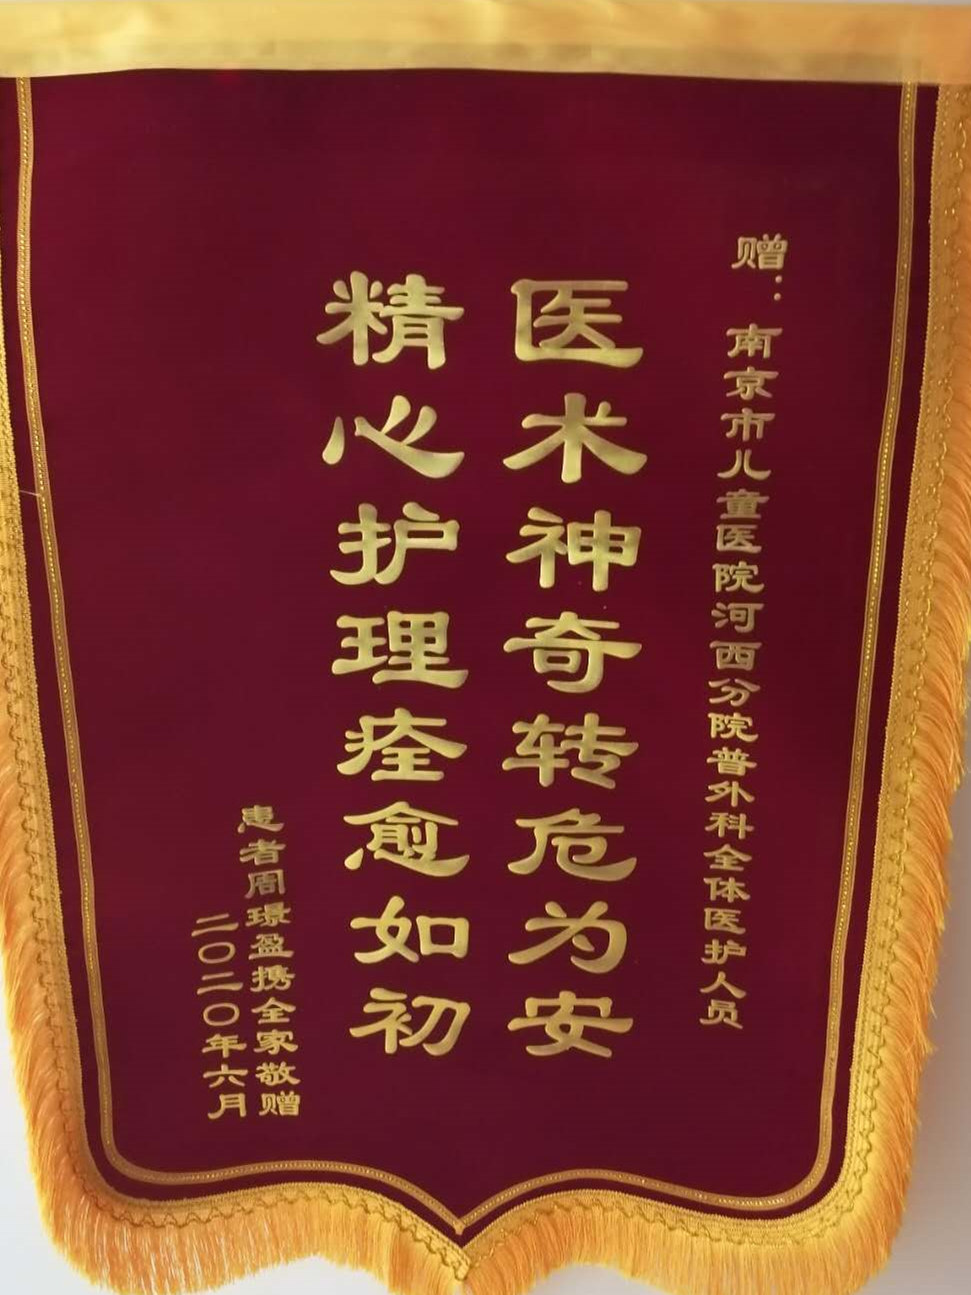 赠：南京市儿童医院河西分院普外科全体医护人员
医术神奇转危为安
精心护理痊愈如初
患者周璟盈携全家敬赠
二〇二〇年六月